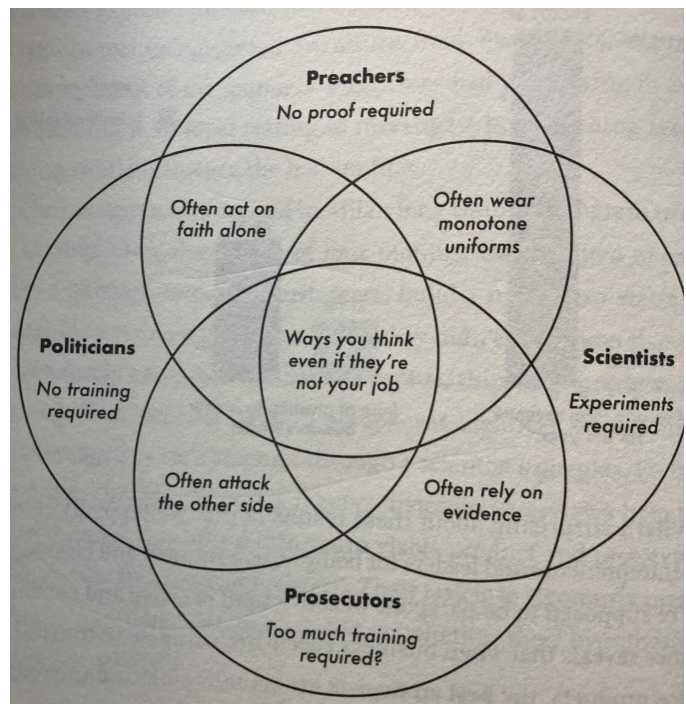 Preachers
No proof required
Often act on
faith alone
Often wear
monotone
uniforms
Politicians
No training
required
Ways you think
even if they're
not your job
Scientists
Experiments
required
Often attack
the other side
Often rely on
evidence
Prosecutors
Too much training
required?